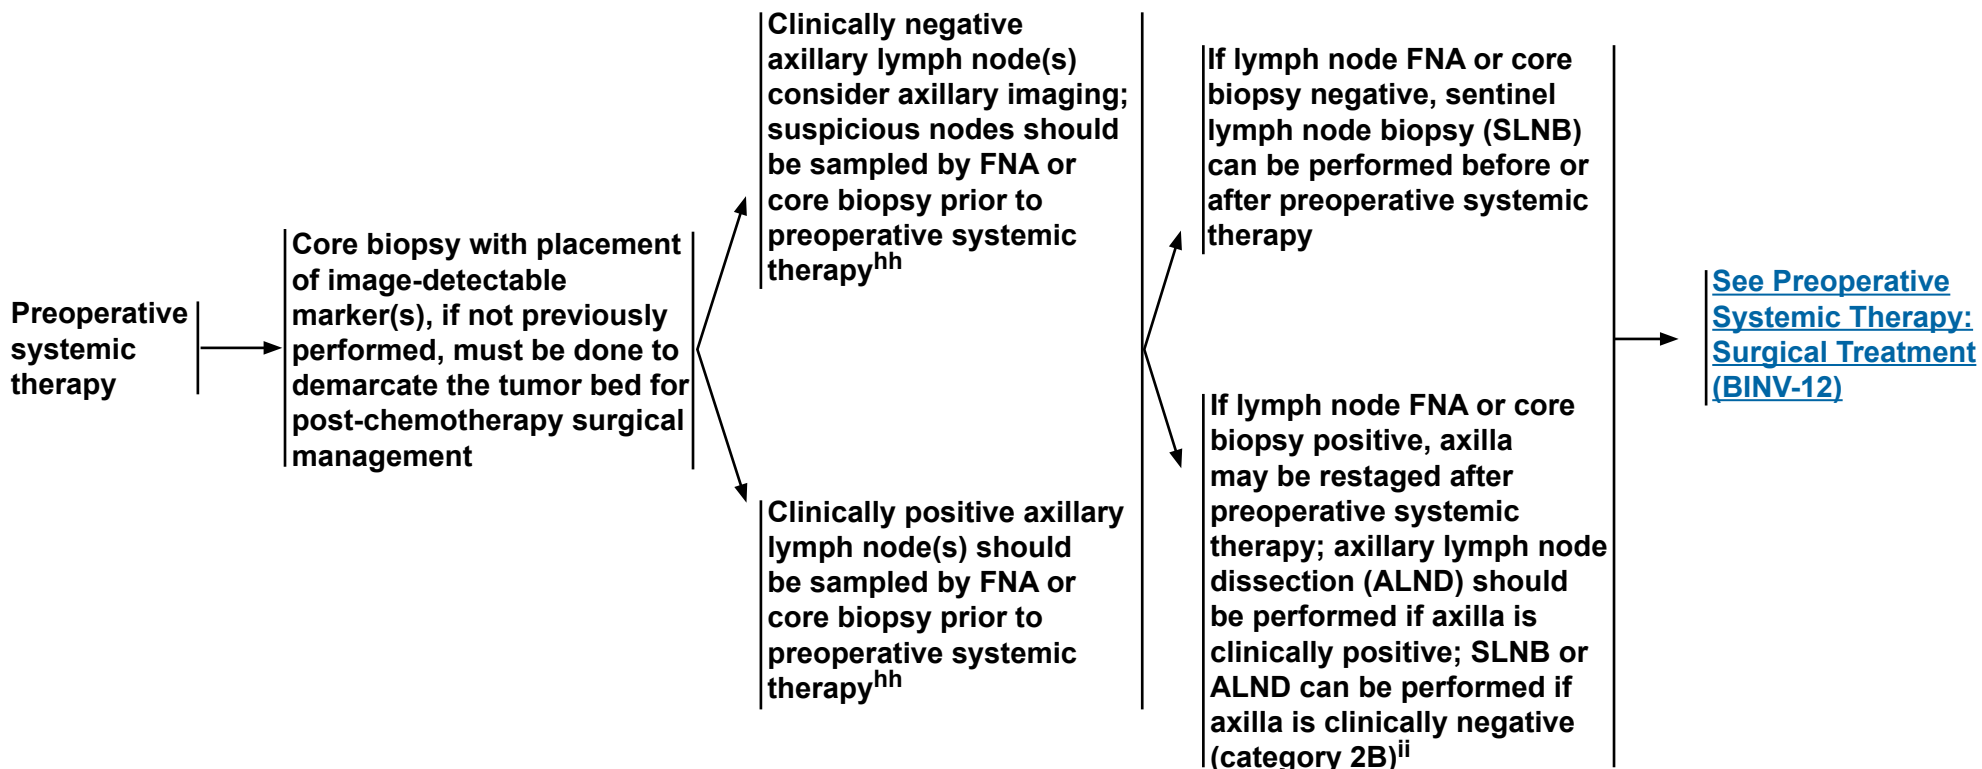 Preoperative
systemic
therapy
Core biopsy with placement
of image-detectable
marker(s), if not previously
performed, must be done to
demarcate the tumor bed for
post-chemotherapy surgical
management
Clinically negative
axillary lymph node(s)
consider axillary imaging;
suspicious nodes should
be sampled by FNA or
core biopsy prior to
preoperative systemic
therapyhh
Clinically positive axillary
lymph node(s) should
be sampled by FNA or
core biopsy prior to
preoperative systemic
therapyhh
If lymph node FNA or core
biopsy negative, sentinel
lymph node biopsy (SLNB)
can be performed before or
after preoperative systemic
therapy
If lymph node FNA or core
biopsy positive, axilla
may be restaged after
preoperative systemic
therapy; axillary lymph node
dissection (ALND) should
be performed if axilla is
clinically positive; SLNB or
ALND can be performed if
axilla is clinically negative
(category 2B)ii
See Preoperative
Systemic Therapy:
Surgical Treatment
(BINV-12)